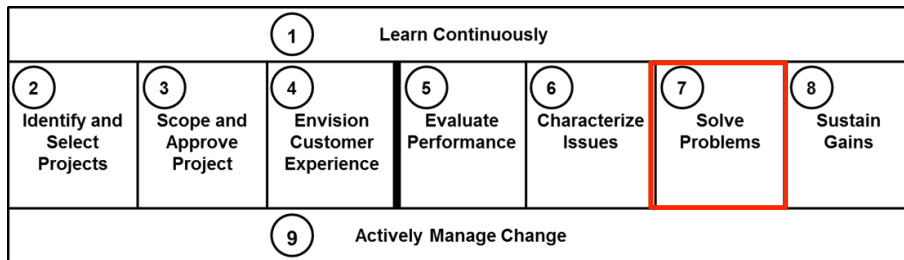 1 Learn Continuously
2
Identify and
Select
Projects
3
Scope and
Approve
Project
4
Envision
Customer
Experience
5
Evaluate
Performance
6
Characterize
Issues
7
Solve
Problems
8
Sustain
Gains
9 Actively Manage Change